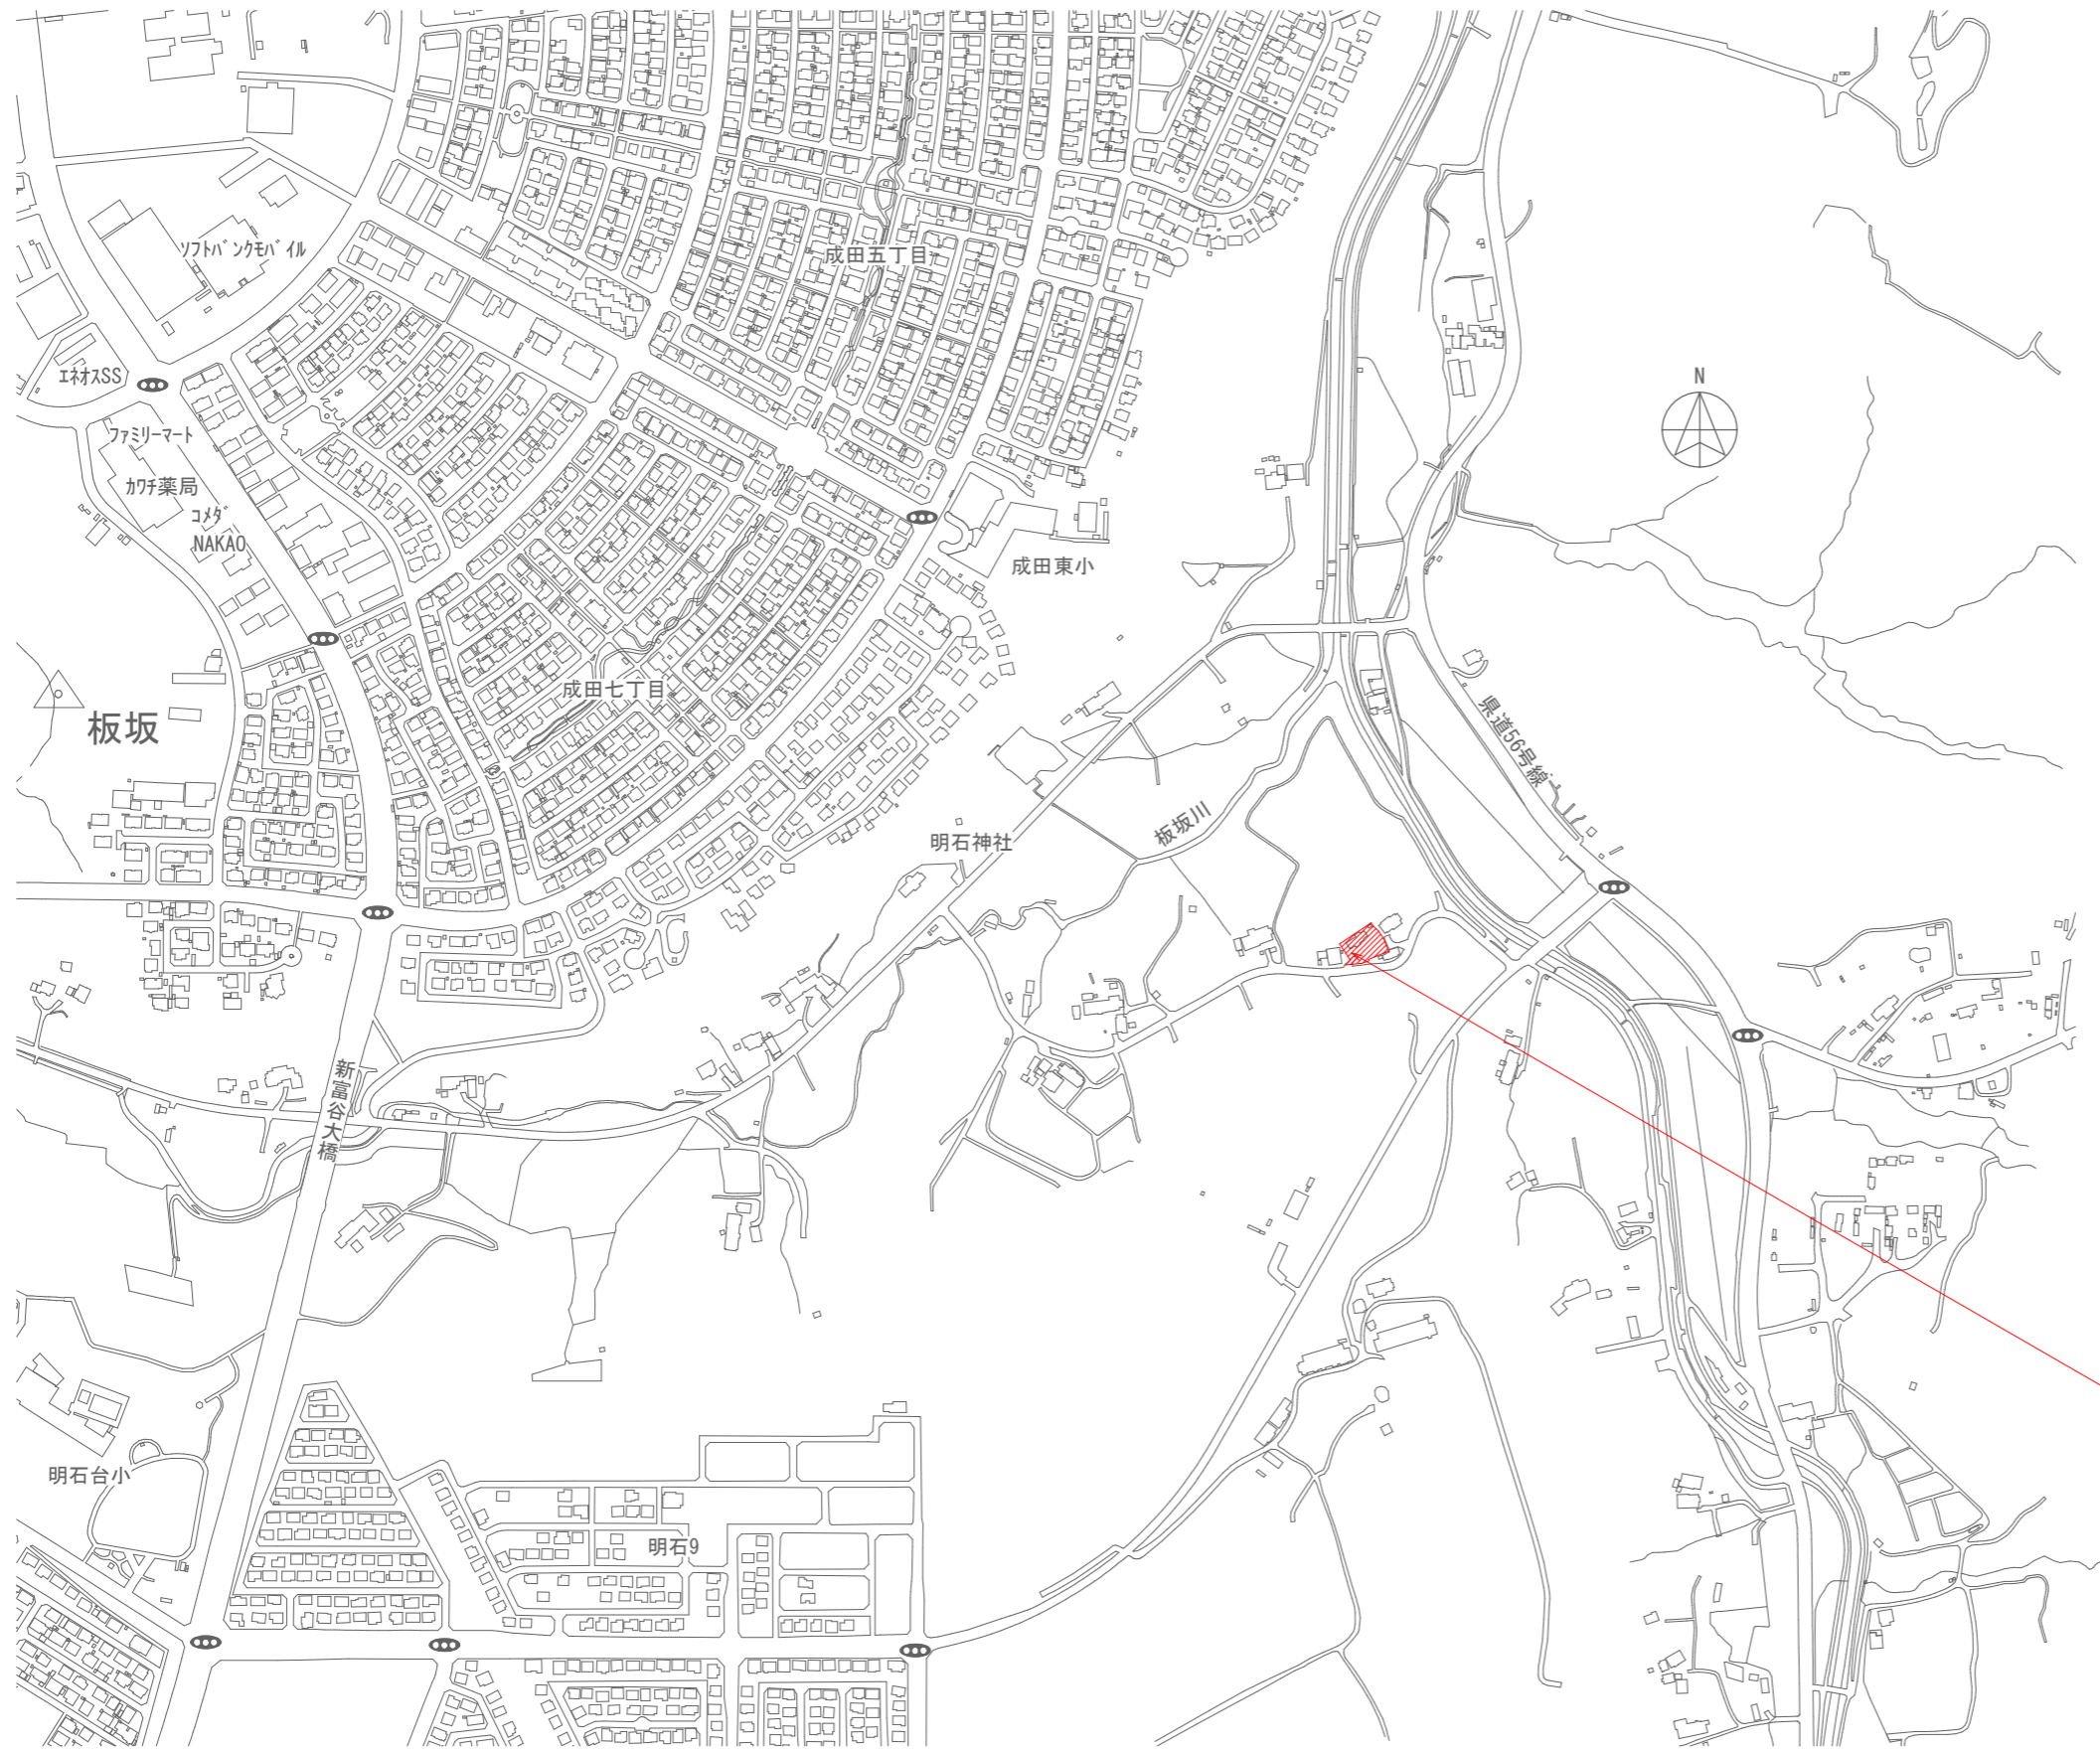 ソフトバンクモバイル
成田五丁目
エネオスSS
N
ファミリーマート
カワチ薬局
コメダ
NAKAO
成田東小
成田七丁目
板坂
県道56号線
板坂川
明石神社
新富谷大橋
明石台小
明石9